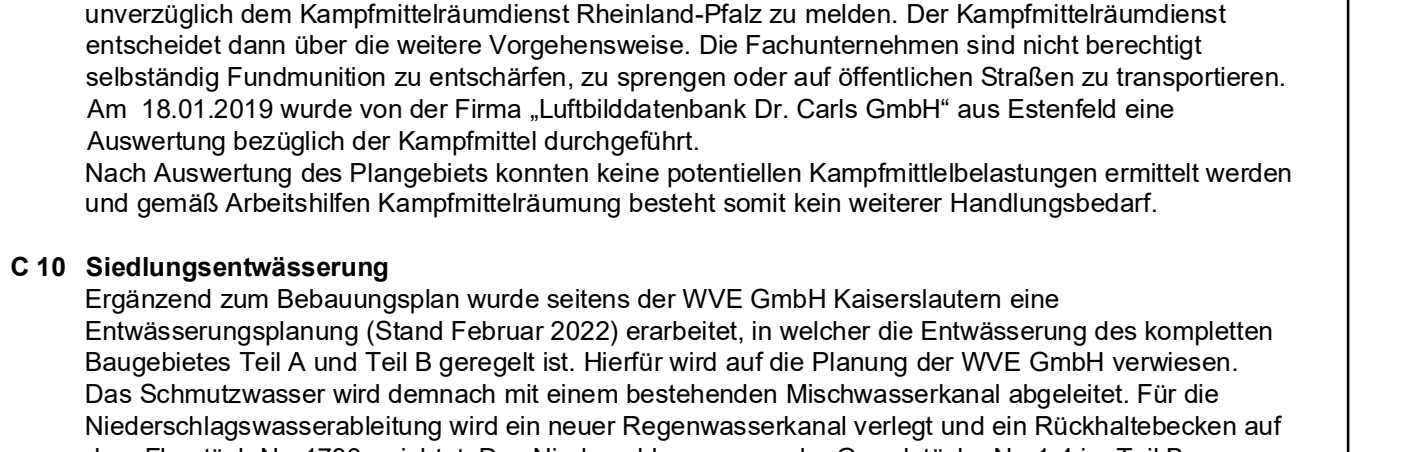 unverzüglich dem Kampfmittelräumdienst Rheinland-Pfalz zu melden. Der Kampfmittelräumdienst
entscheidet dann über die weitere Vorgehensweise. Die Fachunternehmen sind nicht berechtigt
selbständig Fundmunition zu entschärfen, zu sprengen oder auf öffentlichen Straßen zu transportieren.
Am 18.01.2019 wurde von der Firma „Luftbilddatenbank Dr. Carls GmbH“ aus Estenfeld eine
Auswertung bezüglich der Kampfmittel durchgeführt.
Nach Auswertung des Plangebiets konnten keine potentiellen Kampfmittlelbelastungen ermittelt werden
und gemäß Arbeitshilfen Kampfmittelräumung besteht somit kein weiterer Handlungsbedarf.
C 10 Siedlungsentwässerung
Ergänzend zum Bebauungsplan wurde seitens der WVE GmbH Kaiserslautern eine
Entwässerungsplanung (Stand Februar 2022) erarbeitet, in welcher die Entwässerung des kompletten
Baugebietes Teil A und Teil B geregelt ist. Hierfür wird auf die Planung der WVE GmbH verwiesen.
Das Schmutzwasser wird demnach mit einem bestehenden Mischwasserkanal abgeleitet. Für die
Niederschlagswasserableitung wird ein neuer Regenwasserkanal verlegt und ein Rückhaltebecken auf